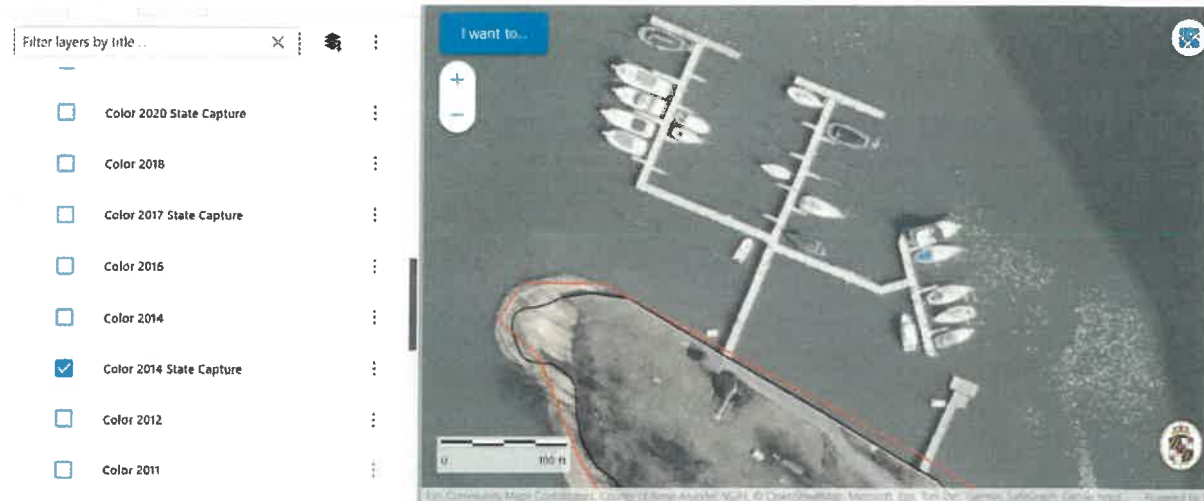 Filter layers by title...
I want to...
Color 2020 State Capture
Color 2018
Color 2017 State Capture
Color 2016
Color 2014
Color 2014 State Capture
Color 2012
Color 2011
0
100 ft